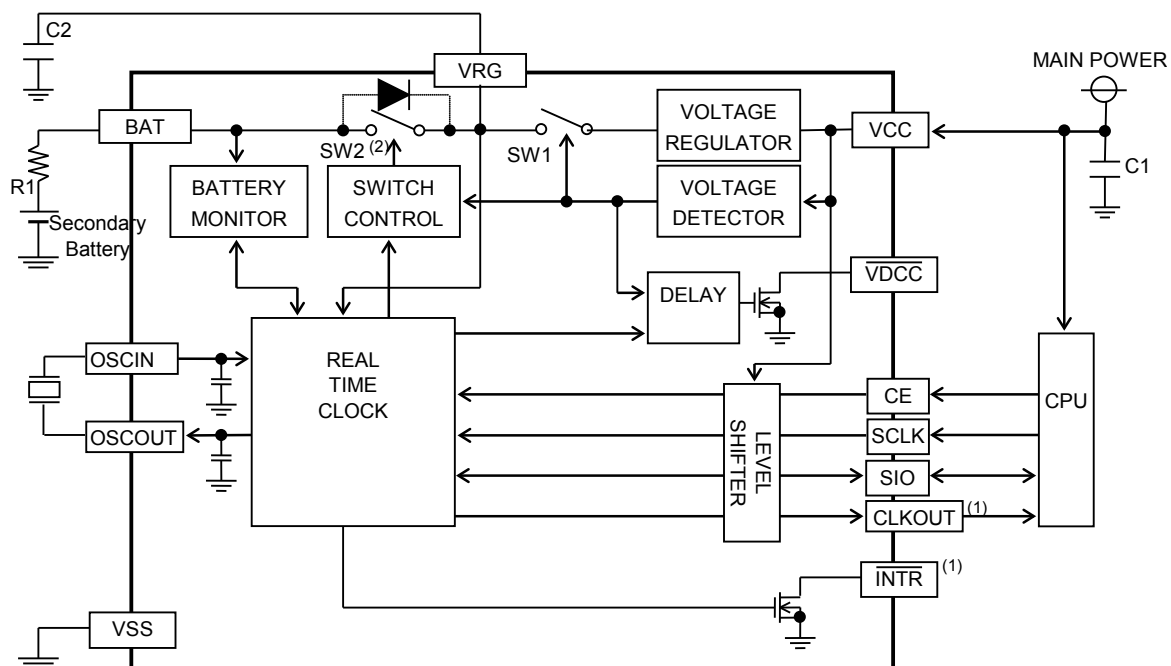 C2
MAIN POWER
VRG
BAT
VOLTAGE
REGULATOR
VCC
SW2 (2)
SW1
C1
R1
BATTERY
MONITOR
SWITCH
CONTROL
VOLTAGE
DETECTOR
Secondary
Battery
VDCC
DELAY
OSCIN
REAL
TIME
CLOCK
CE
CPU
OSCOUT
LEVEL
SHIFTER
SCLK
SIO
CLKOUT (1)
INTR (1)
VSS